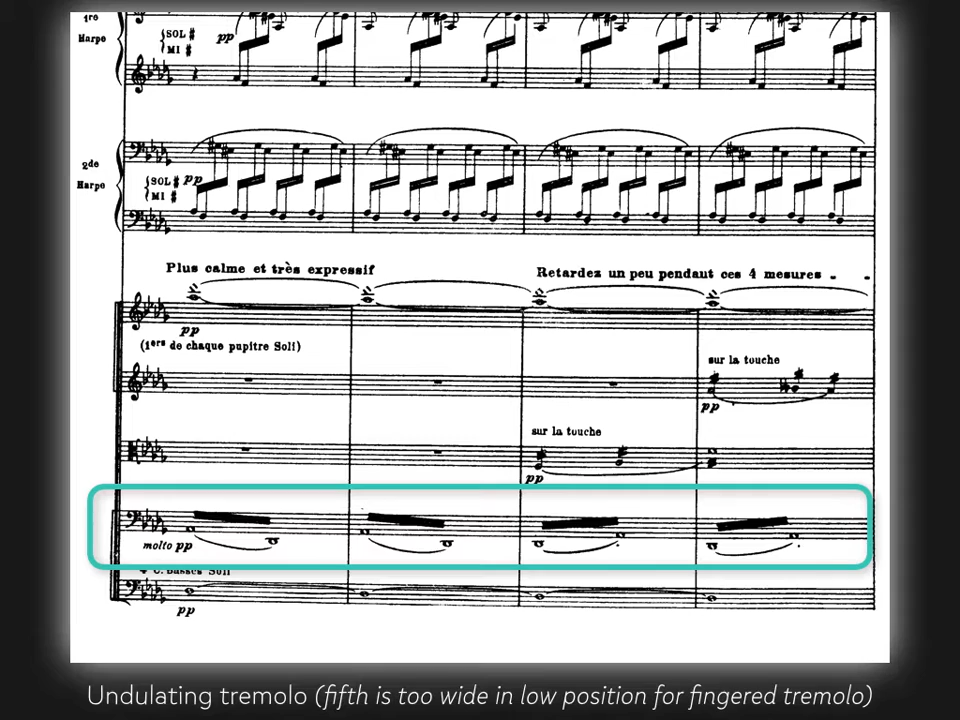 1re
SOL #
Harpe
MI #
pp
2de
SOL # pp
Harpe
MI #
Plus calme et très expressif
Retardez un peu pendant ces 4 mesures - -
pp
(1ers de chaque pupitre Soli)
sur la touche
pp
sur la touche
pp
molto pp
4 C. Basses Soli
pp
Undulating tremolo (fifth is too wide in low position for fingered tremolo)